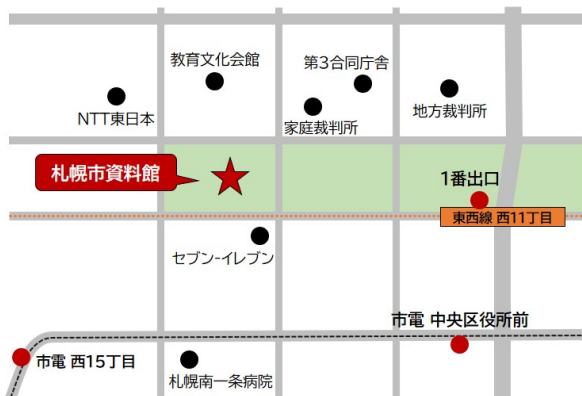 教育文化会館
第3合同庁舎
NTT東日本
家庭裁判所
地方裁判所
札幌市資料館
1番出口
東西線 西11丁目
セブン-イレブン
市電 中央区役所前
市電 西15丁目
札幌南一条病院